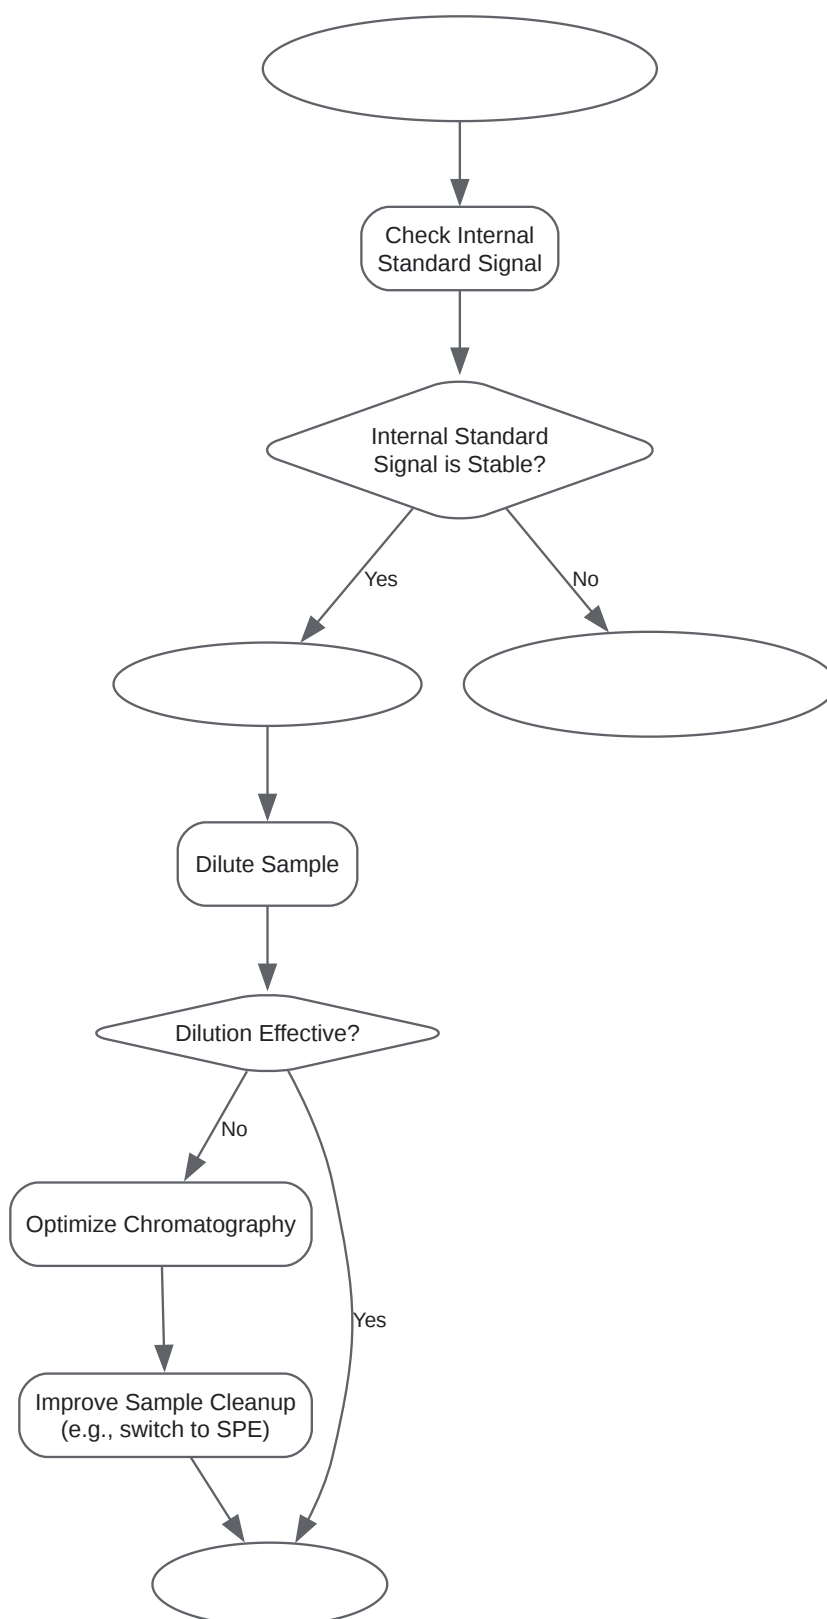 Check Internal
Standard Signal
Internal Standard
Signal is Stable?
Yes
No
Dilute Sample
Dilution Effective?
No
Optimize Chromatography
Yes
Improve Sample Cleanup
(e.g., switch to SPE)